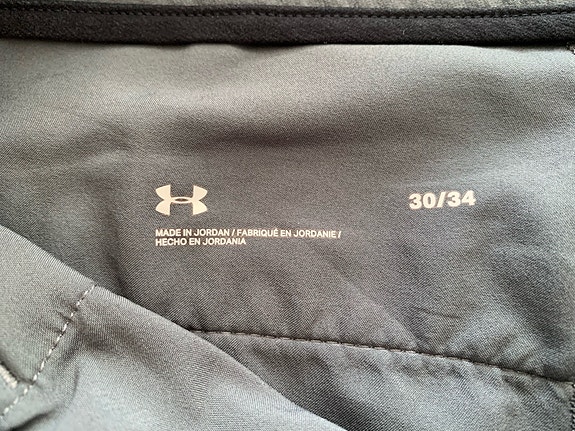 30/34
MADE IN JORDAN / FABRIQUÉ EN JORDANIE /
HECHO EN JORDANIA